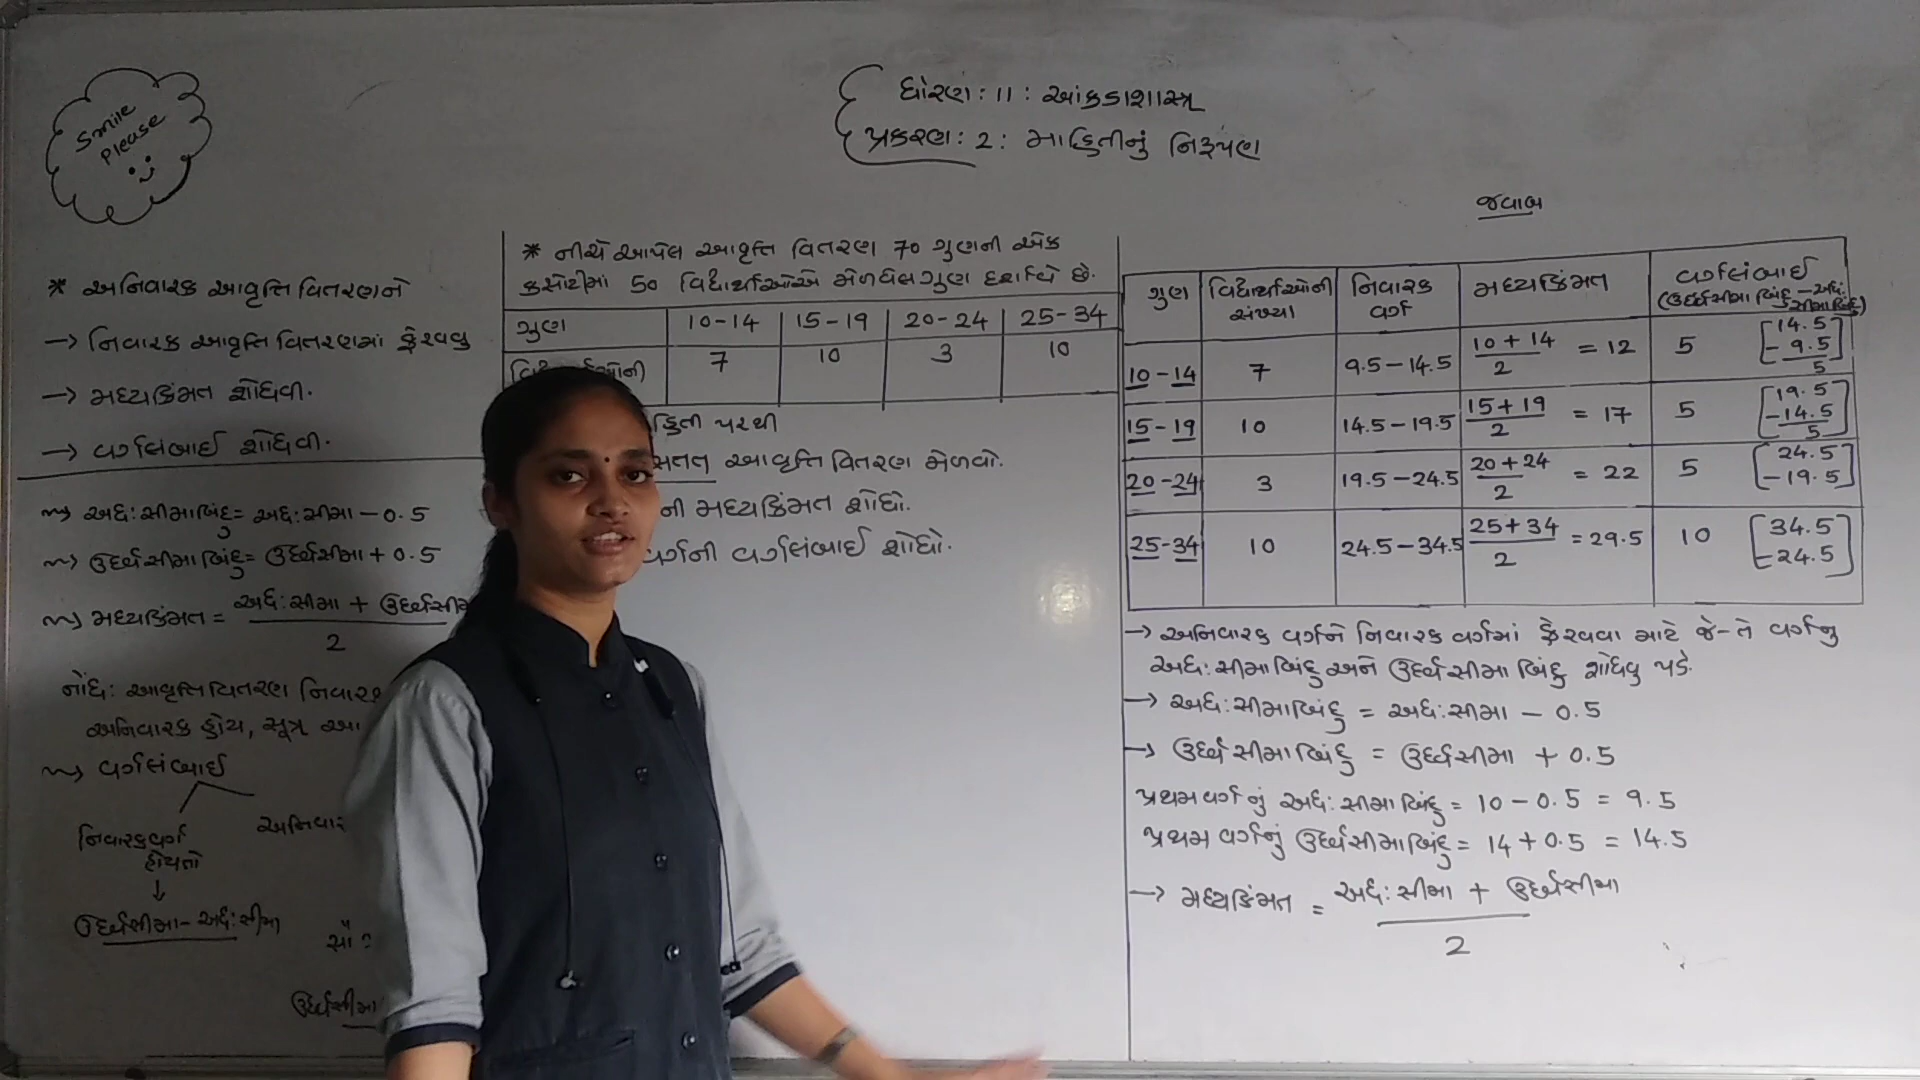 Smile
Please
ધોરણ : 11 : આંકડાશાસ્ત્ર
પ્રકરણ : 2 : માહિતીનું નિરૂપણ
* અનિવારક આવૃત્તિ વિતરણને
→ નિવારક આવૃત્તિ વિતરણમાં ફેરવવુ
→ મધ્યકિંમત શોધવી.
→ વર્ગલંબાઈ શોધવી.
અધ:સીમાબિંદુ = અધ:સીમા – 0.5
ઉર્ધ્વસીમાબિંદુ = ઉર્ધ્વસીમા + 0.5
મધ્યકિંમત = અધ:સીમા + ઉર્ધ્વસીમ
2
નોંધ: આવૃત્તિ વિતરણ નિવારક
અનિવારક હોય, સૂત્ર આ
વર્ગલંબાઈ
નિવારક વર્ગ અનિવાર
હોયતો
↓
ઉર્ધ્વસીમા – અધ:સીમા
સૌ
ઉર્ધ્વસીમા
* નીચે આપેલ આવૃત્તિ વિતરણ 70 ગુણની એક
કસોટીમાં 50 વિદ્યાર્થીઓએ મેળવેલ ગુણ દર્શાવે છે.
ગુણ 10-14 15-19 20-24 25-34
7 10 3 10
હિતી પરથી
સતત આવૃત્તિ વિતરણ મેળવો.
ની મધ્યકિંમત શોધો.
વર્ગની વર્ગલંબાઈ શોધો.
જવાબ
ગુણ વિદ્યાર્થીઓની સંખ્યા નિવારક વર્ગ મધ્યકિંમત વર્ગલંબાઈ (ઉર્ધ્વસીમા બિંદુ – અધ: સીમા બિંદુ)
10-14 7 9.5-14.5 10+14/2 = 12 5 [14.5 – 9.5 5]
15-19 10 14.5-19.5 15+19/2 = 17 5 [19.5 – 14.5 5]
20-24 3 19.5-24.5 20+24/2 = 22 5 [24.5 – 19.5]
25-34 10 24.5-34.5 25+34/2 = 29.5 10 [34.5 – 24.5]
→ અનિવારક વર્ગને નિવારક વર્ગમાં ફેરવવા માટે જે-તે વર્ગનુ
અધ:સીમાબિંદુ અને ઉર્ધ્વસીમા બિંદુ શોધવુ પડે.
→ અધ:સીમાબિંદુ = અધ:સીમા – 0.5
→ ઉર્ધ્વસીમાબિંદુ = ઉર્ધ્વસીમા + 0.5
પ્રથમ વર્ગનું અધ:સીમાબિંદુ = 10 – 0.5 = 9.5
પ્રથમ વર્ગનું ઉર્ધ્વસીમાબિંદુ = 14 + 0.5 = 14.5
→ મધ્યકિંમત = અધ:સીમા + ઉર્ધ્વસીમા
2